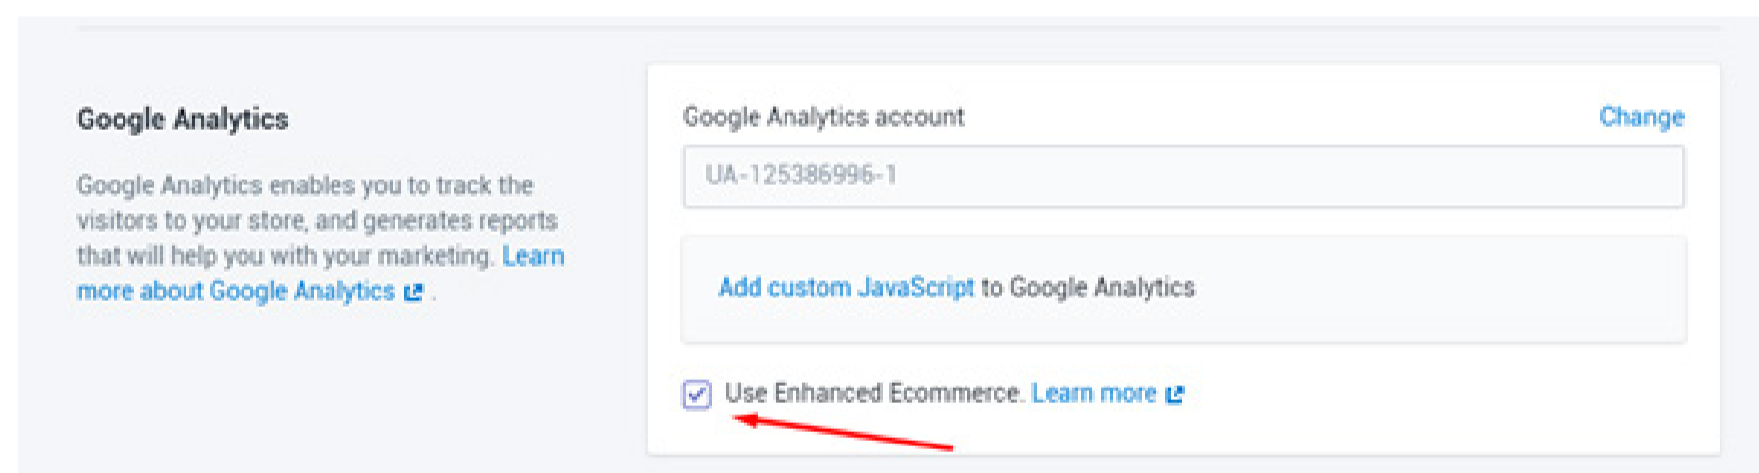 Google Analytics
Google Analytics enables you to track the
visitors to your store, and generates reports
that will help you with your marketing. Learn
more about Google Analytics .
Google Analytics account
Change
UA-125386996-1
Add custom JavaScript to Google Analytics
Use Enhanced Ecommerce. Learn more